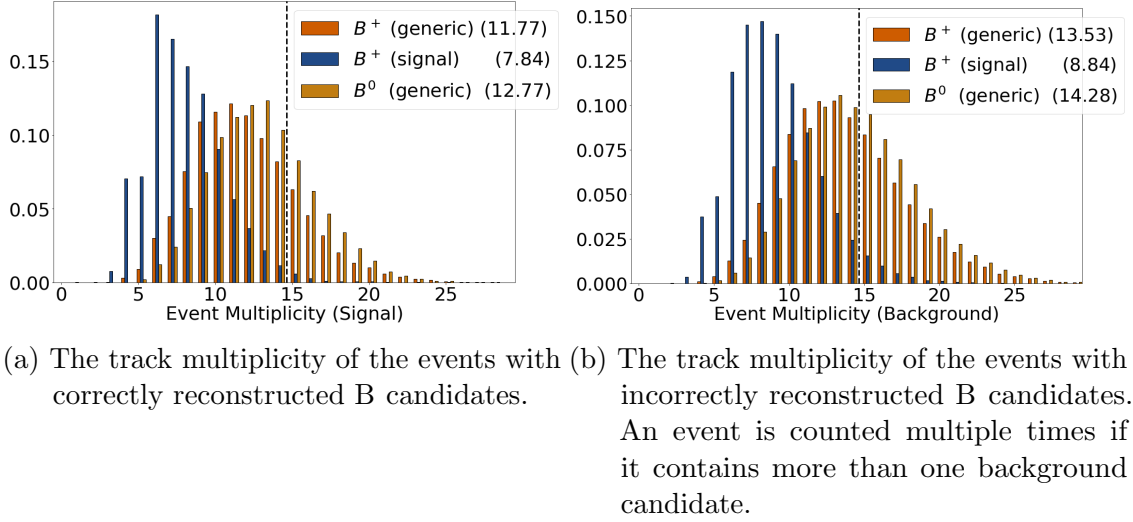 B⁺ (generic) (11.77)
B⁺ (signal) (7.84)
B⁰ (generic) (12.77)
0.15
0.10
0.05
0.00
0 5 10 15 20 25
Event Multiplicity (Signal)
B⁺ (generic) (13.53)
B⁺ (signal) (8.84)
B⁰ (generic) (14.28)
0.150
0.125
0.100
0.075
0.050
0.025
0.000
5 10 15 20 25
Event Multiplicity (Background)
(a) The track multiplicity of the events with
correctly reconstructed B candidates.
(b) The track multiplicity of the events with
incorrectly reconstructed B candidates.
An event is counted multiple times if
it contains more than one background
candidate.